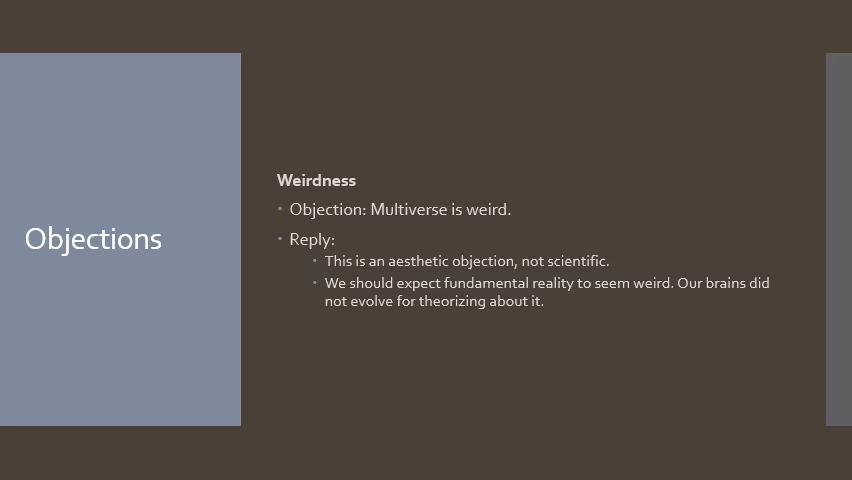 Objections
Weirdness
• Objection: Multiverse is weird.
• Reply:
• This is an aesthetic objection, not scientific.
• We should expect fundamental reality to seem weird. Our brains did
not evolve for theorizing about it.